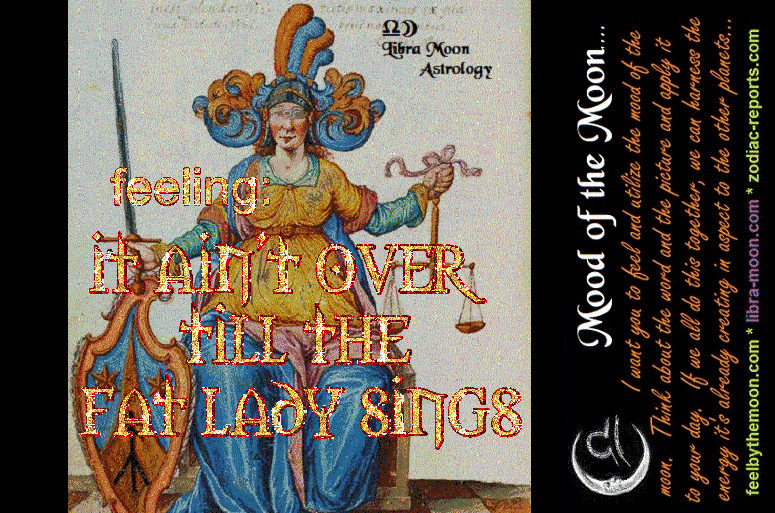 ♎☽
Libra Moon
Astrology
feeling:
it ain't over
till the
fat lady sings
Mood of the Moon....
I want you to feel and utilize the mood of the
moon. Think about the word and the picture and apply it
to your day. If we all do this together, we can harness the
energy it's already creating in aspect to the other planets...
feelbythemoon.com * libra-moon.com * zodiac-reports.com